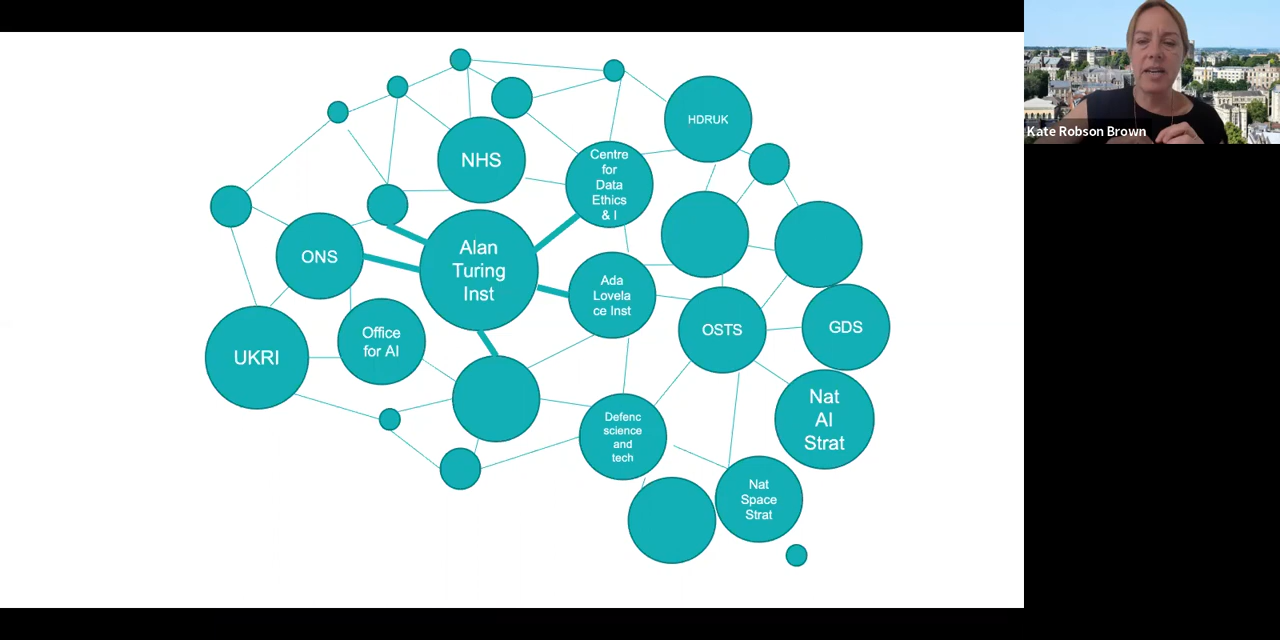 HDRUK
Kate Robson Brown
NHS
Centre
for
Data
Ethics
& I
ONS
Alan
Turing
Inst
Ada
Lovela
ce Inst
UKRI
Office
for AI
OSTS
GDS
Nat
AI
Strat
Defenc
science
and
tech
Nat
Space
Strat